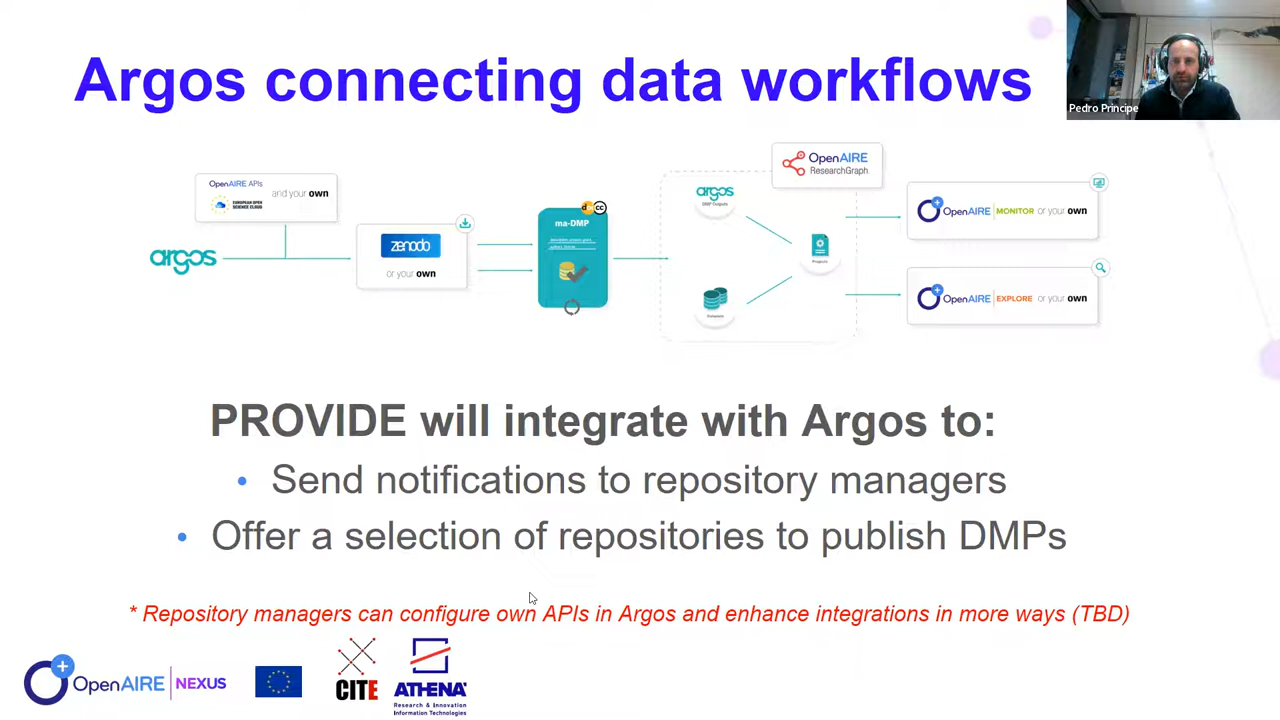 Argos connecting data workflows
Pedro Principe
OpenAIRE APIs
EUROPEAN OPEN
SCIENCE CLOUD
and your own
argos
zenodo
or your own
ma-DMP
argos
DMP Outputs
Datasets
Projects
OpenAIRE
ResearchGraph
OpenAIRE MONITOR or your own
OpenAIRE EXPLORE or your own
PROVIDE will integrate with Argos to:
• Send notifications to repository managers
• Offer a selection of repositories to publish DMPs
* Repository managers can configure own APIs in Argos and enhance integrations in more ways (TBD)
OpenAIRE NEXUS
CITE
ATHENA
Research & Innovation
Information Technologies